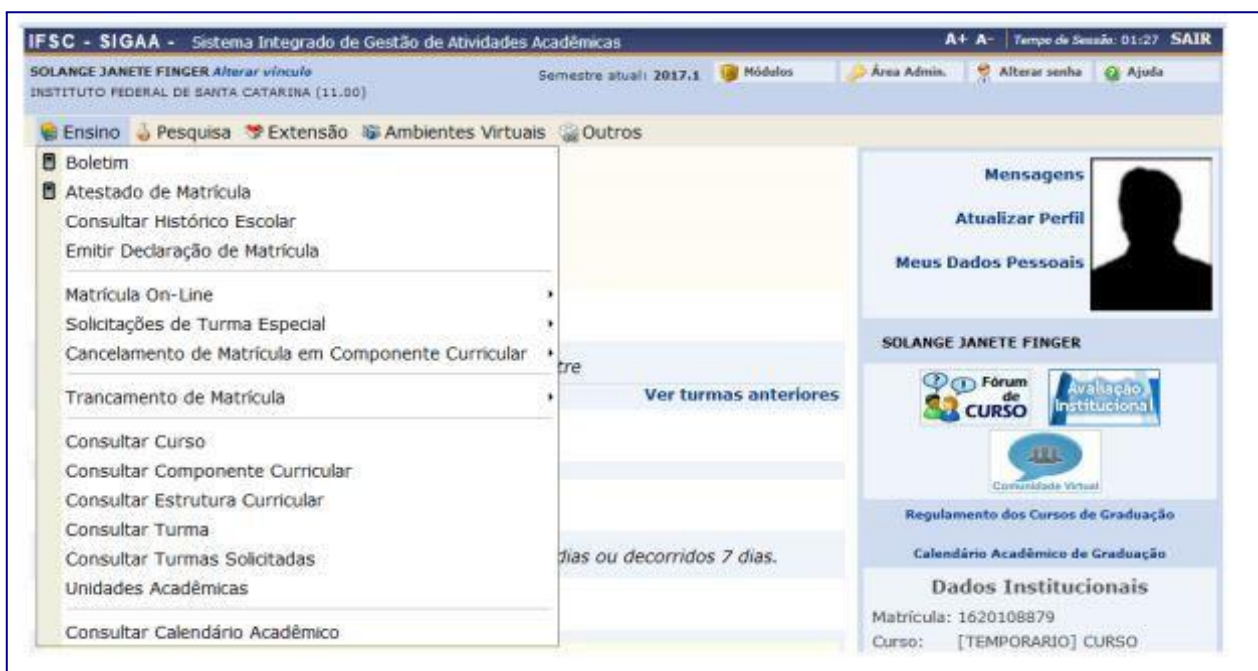 IFSC - SIGAA - Sistema Integrado de Gestão de Atividades Acadêmicas A+ A- Tempo de Sessão: 01:27 SAIR
SOLANGE JANETE FINGER Alterar vínculo Semestre atual: 2017.1 Módulos Área Admin. Alterar senha Ajuda
INSTITUTO FEDERAL DE SANTA CATARINA (11.00)
Ensino Pesquisa Extensão Ambientes Virtuais Outros
Boletim
Atestado de Matrícula
Consultar Histórico Escolar
Emitir Declaração de Matrícula
Matrícula On-Line
Solicitações de Turma Especial
Cancelamento de Matrícula em Componente Curricular
Trancamento de Matrícula
Consultar Curso
Consultar Componente Curricular
Consultar Estrutura Curricular
Consultar Turma
Consultar Turmas Solicitadas
Unidades Acadêmicas
Consultar Calendário Acadêmico
tre
Ver turmas anteriores
dias ou decorridos 7 dias.
Mensagens
Atualizar Perfil
Meus Dados Pessoais
SOLANGE JANETE FINGER
Fórum
de
CURSO
Avaliação
Institucional
Comunidade Virtual
Regulamento dos Cursos de Graduação
Calendário Acadêmico de Graduação
Dados Institucionais
Matrícula: 1620108879
Curso: [TEMPORARIO] CURSO